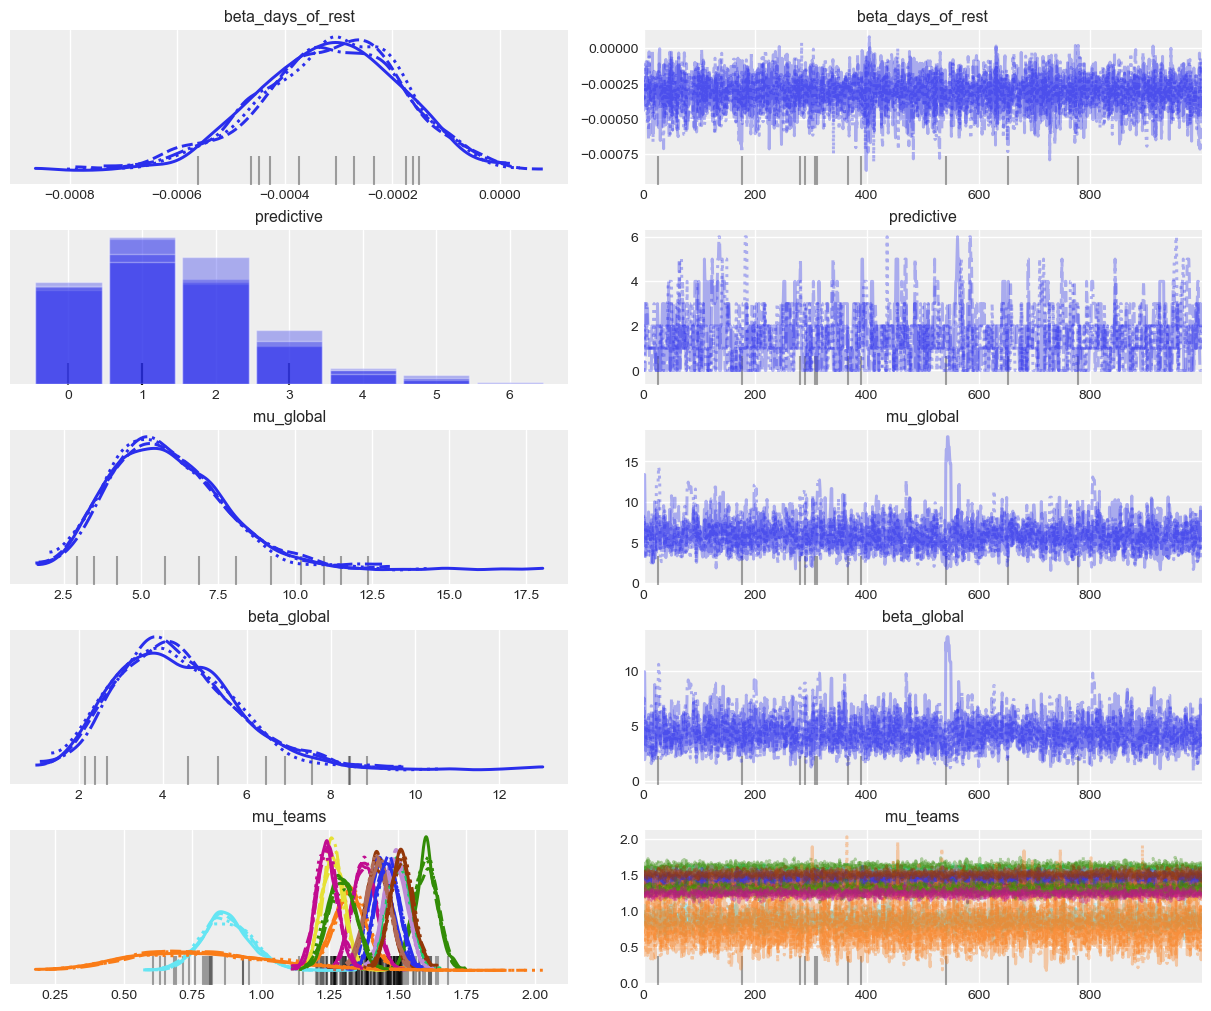 beta_days_of_rest
−0.0008 −0.0006 −0.0004 −0.0002 0.0000
beta_days_of_rest
0.00000
−0.00025
−0.00050
−0.00075
0 200 400 600 800
predictive
0 1 2 3 4 5 6
predictive
6
4
2
0
0 200 400 600 800
mu_global
2.5 5.0 7.5 10.0 12.5 15.0 17.5
mu_global
15
10
5
0
0 200 400 600 800
beta_global
2 4 6 8 10 12
beta_global
10
5
0
0 200 400 600 800
mu_teams
0.25 0.50 0.75 1.00 1.25 1.50 1.75 2.00
mu_teams
2.0
1.5
1.0
0.5
0.0
0 200 400 600 800